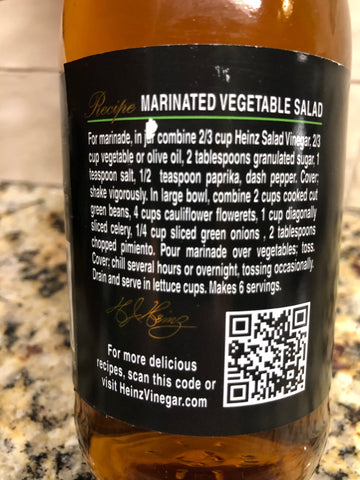 Recipe MARINATED VEGETABLE SALAD
For marinade, in jar combine 2/3 cup Heinz Salad Vinegar, 2/3
cup vegetable or olive oil, 2 tablespoons granulated sugar, 1
teaspoon salt, 1/2 teaspoon paprika, dash pepper. Cover;
shake vigorously. In large bowl, combine 2 cups cooked cut
green beans, 4 cups cauliflower flowerets, 1 cup diagonally
sliced celery, 1/4 cup sliced green onions , 2 tablespoons
chopped pimiento. Pour marinade over vegetables; toss.
Cover; chill several hours or overnight, tossing occasionally.
Drain and serve in lettuce cups. Makes 6 servings.
H J Heinz
For more delicious
recipes, scan this code or
visit HeinzVinegar.com